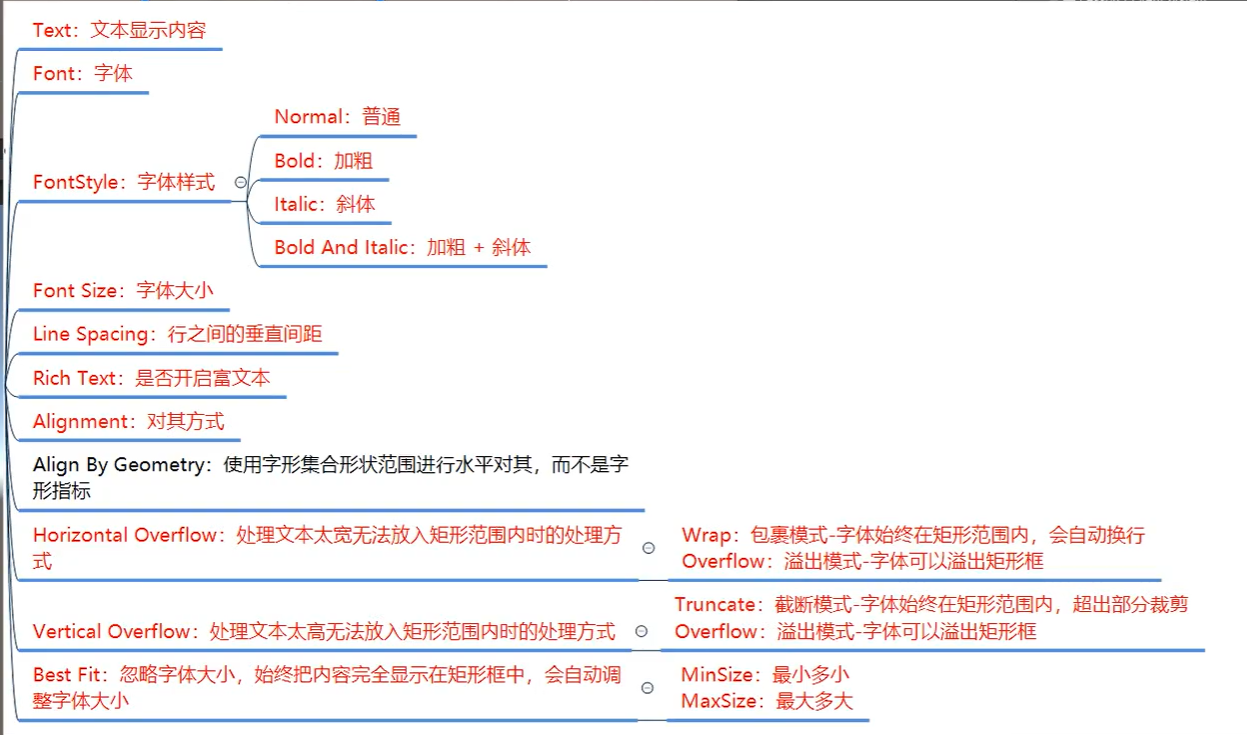 Text：文本显示内容
Font：字体
FontStyle：字体样式
Normal：普通
Bold：加粗
Italic：斜体
Bold And Italic：加粗 + 斜体
Font Size：字体大小
Line Spacing：行之间的垂直间距
Rich Text：是否开启富文本
Alignment：对其方式
Align By Geometry：使用字形集合形状范围进行水平对其，而不是字
形指标
Horizontal Overflow：处理文本太宽无法放入矩形范围内时的处理方
式
Wrap：包裹模式-字体始终在矩形范围内，会自动换行
Overflow：溢出模式-字体可以溢出矩形框
Vertical Overflow：处理文本太高无法放入矩形范围内时的处理方式
Truncate：截断模式-字体始终在矩形范围内，超出部分裁剪
Overflow：溢出模式-字体可以溢出矩形框
Best Fit：忽略字体大小，始终把内容完全显示在矩形框中，会自动调
整字体大小
MinSize：最小多小
MaxSize：最大多大